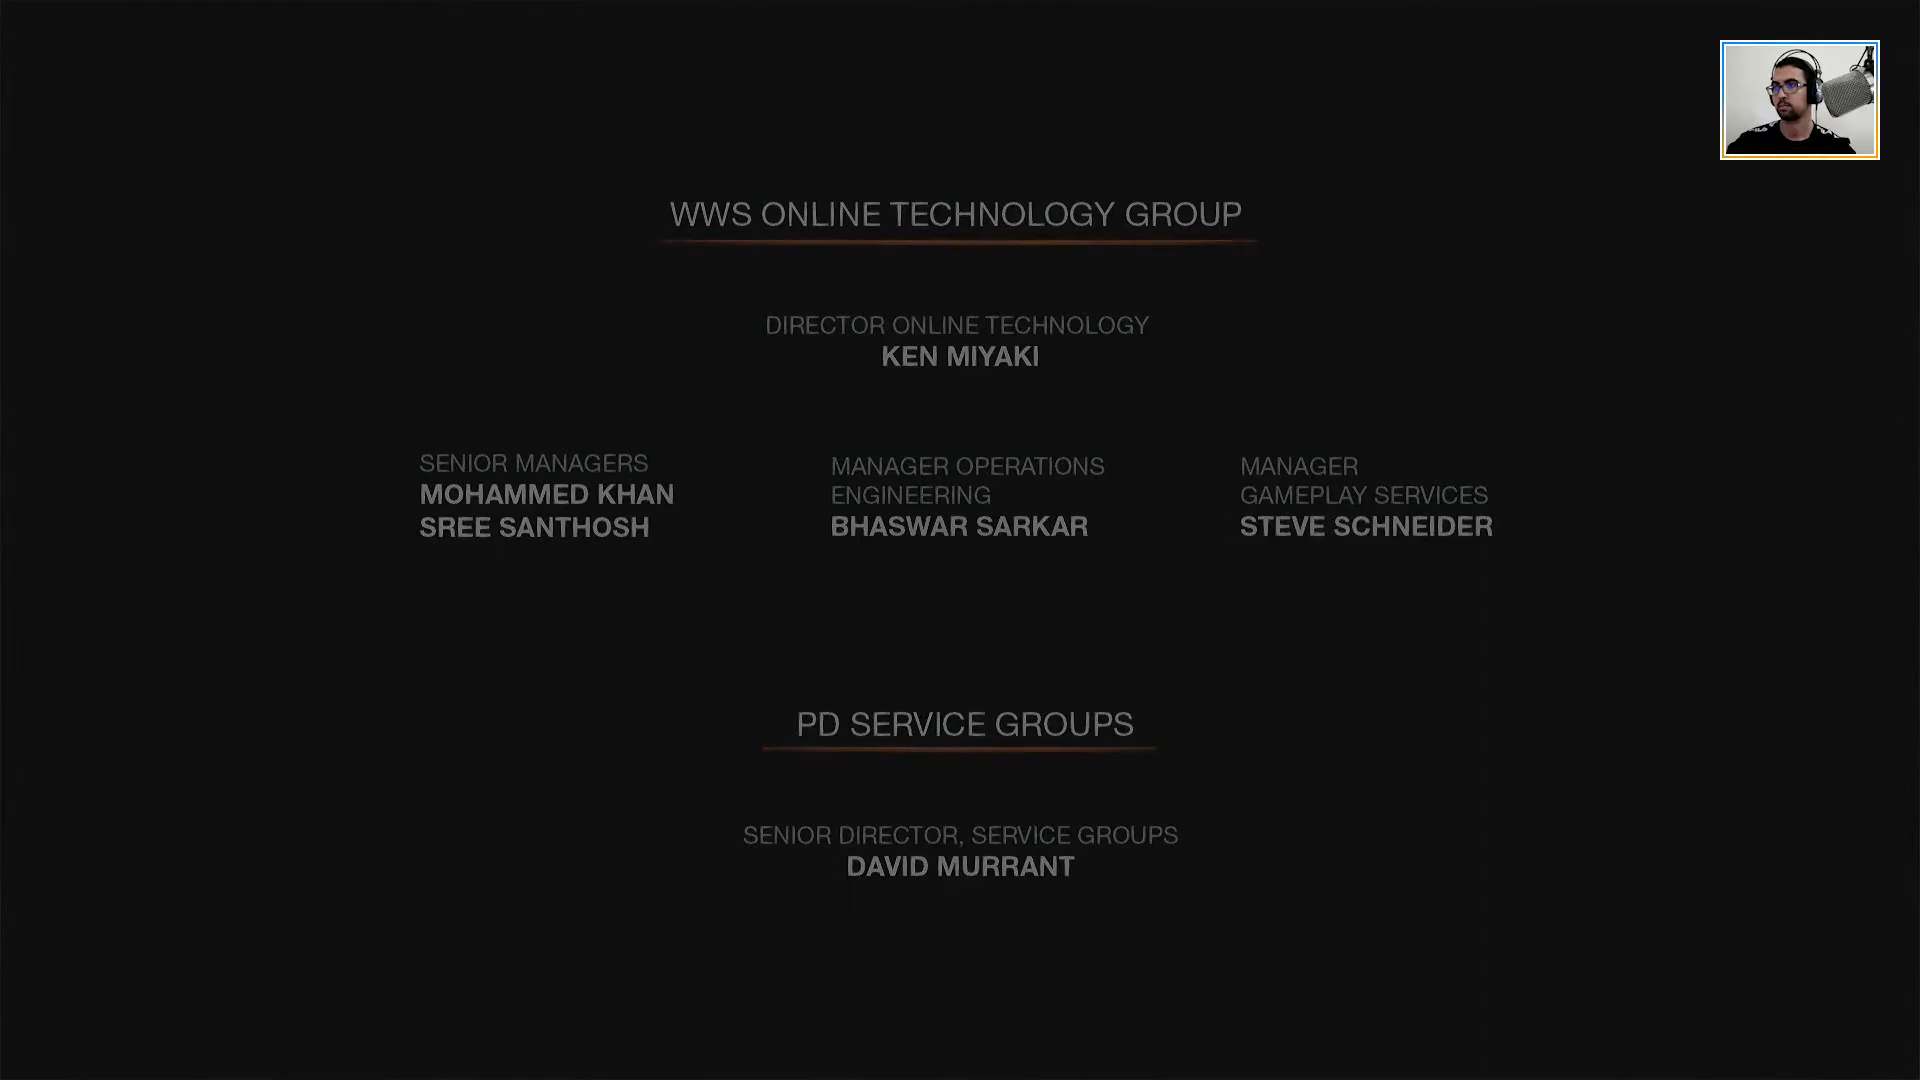 WWS ONLINE TECHNOLOGY GROUP
DIRECTOR ONLINE TECHNOLOGY
KEN MIYAKI
SENIOR MANAGERS
MOHAMMED KHAN
SREE SANTHOSH
MANAGER OPERATIONS
ENGINEERING
BHASWAR SARKAR
MANAGER
GAMEPLAY SERVICES
STEVE SCHNEIDER
PD SERVICE GROUPS
SENIOR DIRECTOR, SERVICE GROUPS
DAVID MURRANT